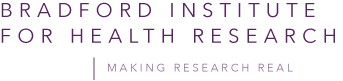 BRADFORD INSTITUTE
FOR HEALTH RESEARCH
MAKING RESEARCH REAL